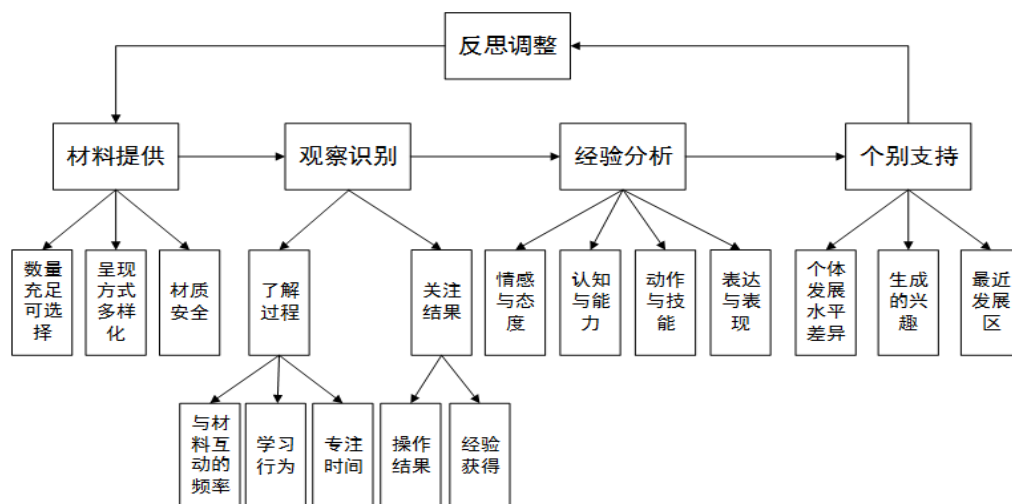 反思调整
材料提供
观察识别
经验分析
个别支持
数量
充足
可选
择
呈现
方式
多样
化
材质
安全
了解
过程
关注
结果
情感
与态
度
认知
与能
力
动作
与技
能
表达
与表
现
个体
发展
水平
差异
生成
的兴
趣
最近
发展
区
与材
料互
动的
频率
学习
行为
专注
时间
操作
结果
经验
获得